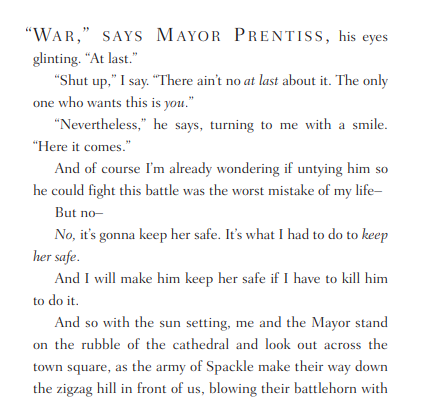 “WAR,” SAYS MAYOR PRENTISS, his eyes
glinting. “At last.”
“Shut up,” I say. “There ain’t no at last about it. The only
one who wants this is you.”
“Nevertheless,” he says, turning to me with a smile.
“Here it comes.”
And of course I’m already wondering if untying him so
he could fight this battle was the worst mistake of my life–
But no–
No, it’s gonna keep her safe. It’s what I had to do to keep
her safe.
And I will make him keep her safe if I have to kill him
to do it.
And so with the sun setting, me and the Mayor stand
on the rubble of the cathedral and look out across the
town square, as the army of Spackle make their way down
the zigzag hill in front of us, blowing their battlehorn with